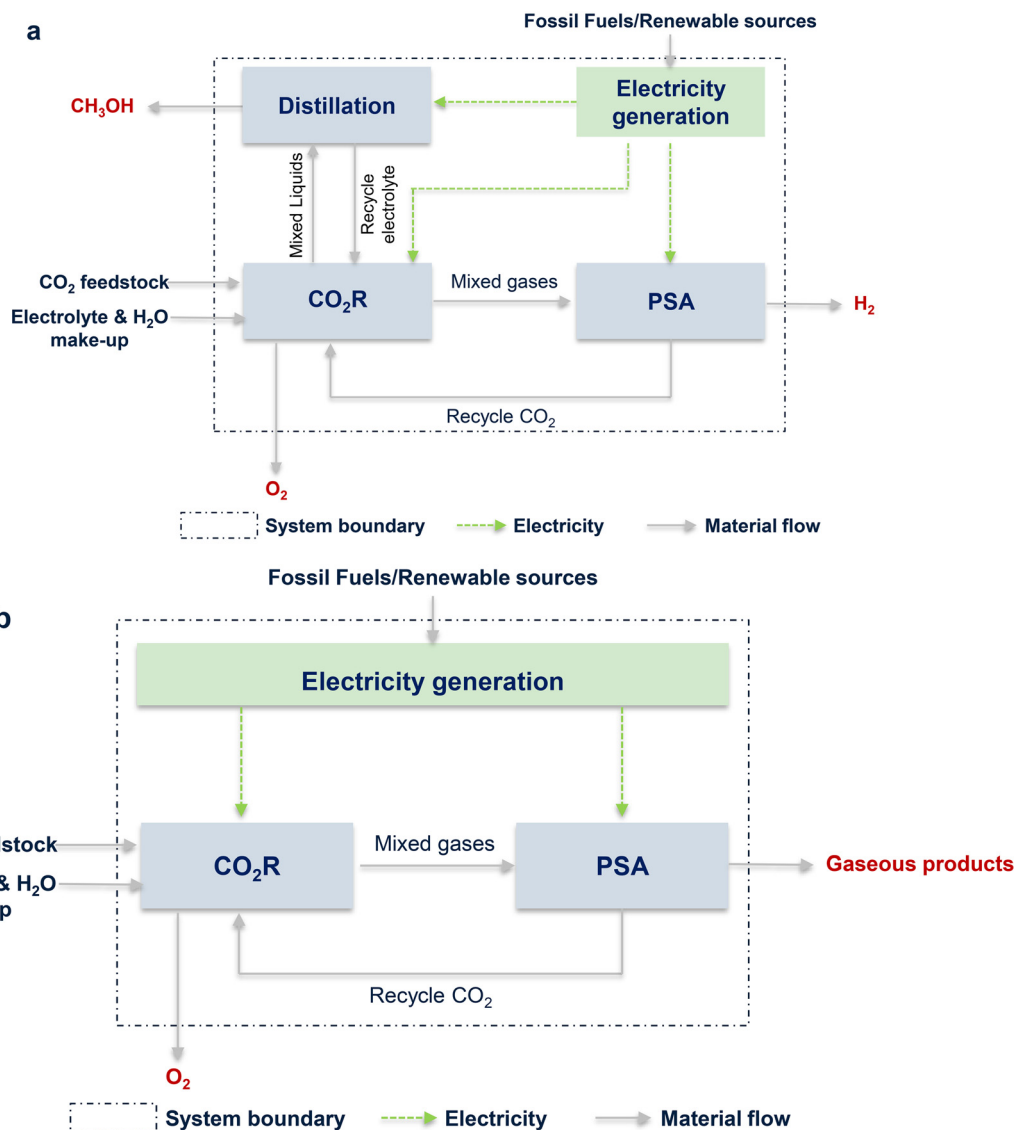 a
Fossil Fuels/Renewable sources
Electricity
generation
Distillation
CH₃OH
Mixed Liquids
Recycle
electrolyte
CO₂ feedstock
Electrolyte & H₂O
make-up
CO₂R
Mixed gases
PSA
H₂
Recycle CO₂
O₂
System boundary
Electricity
Material flow
Fossil Fuels/Renewable sources
Electricity generation
CO₂R
Mixed gases
PSA
Gaseous products
& H₂O
Recycle CO₂
O₂
System boundary
Electricity
Material flow